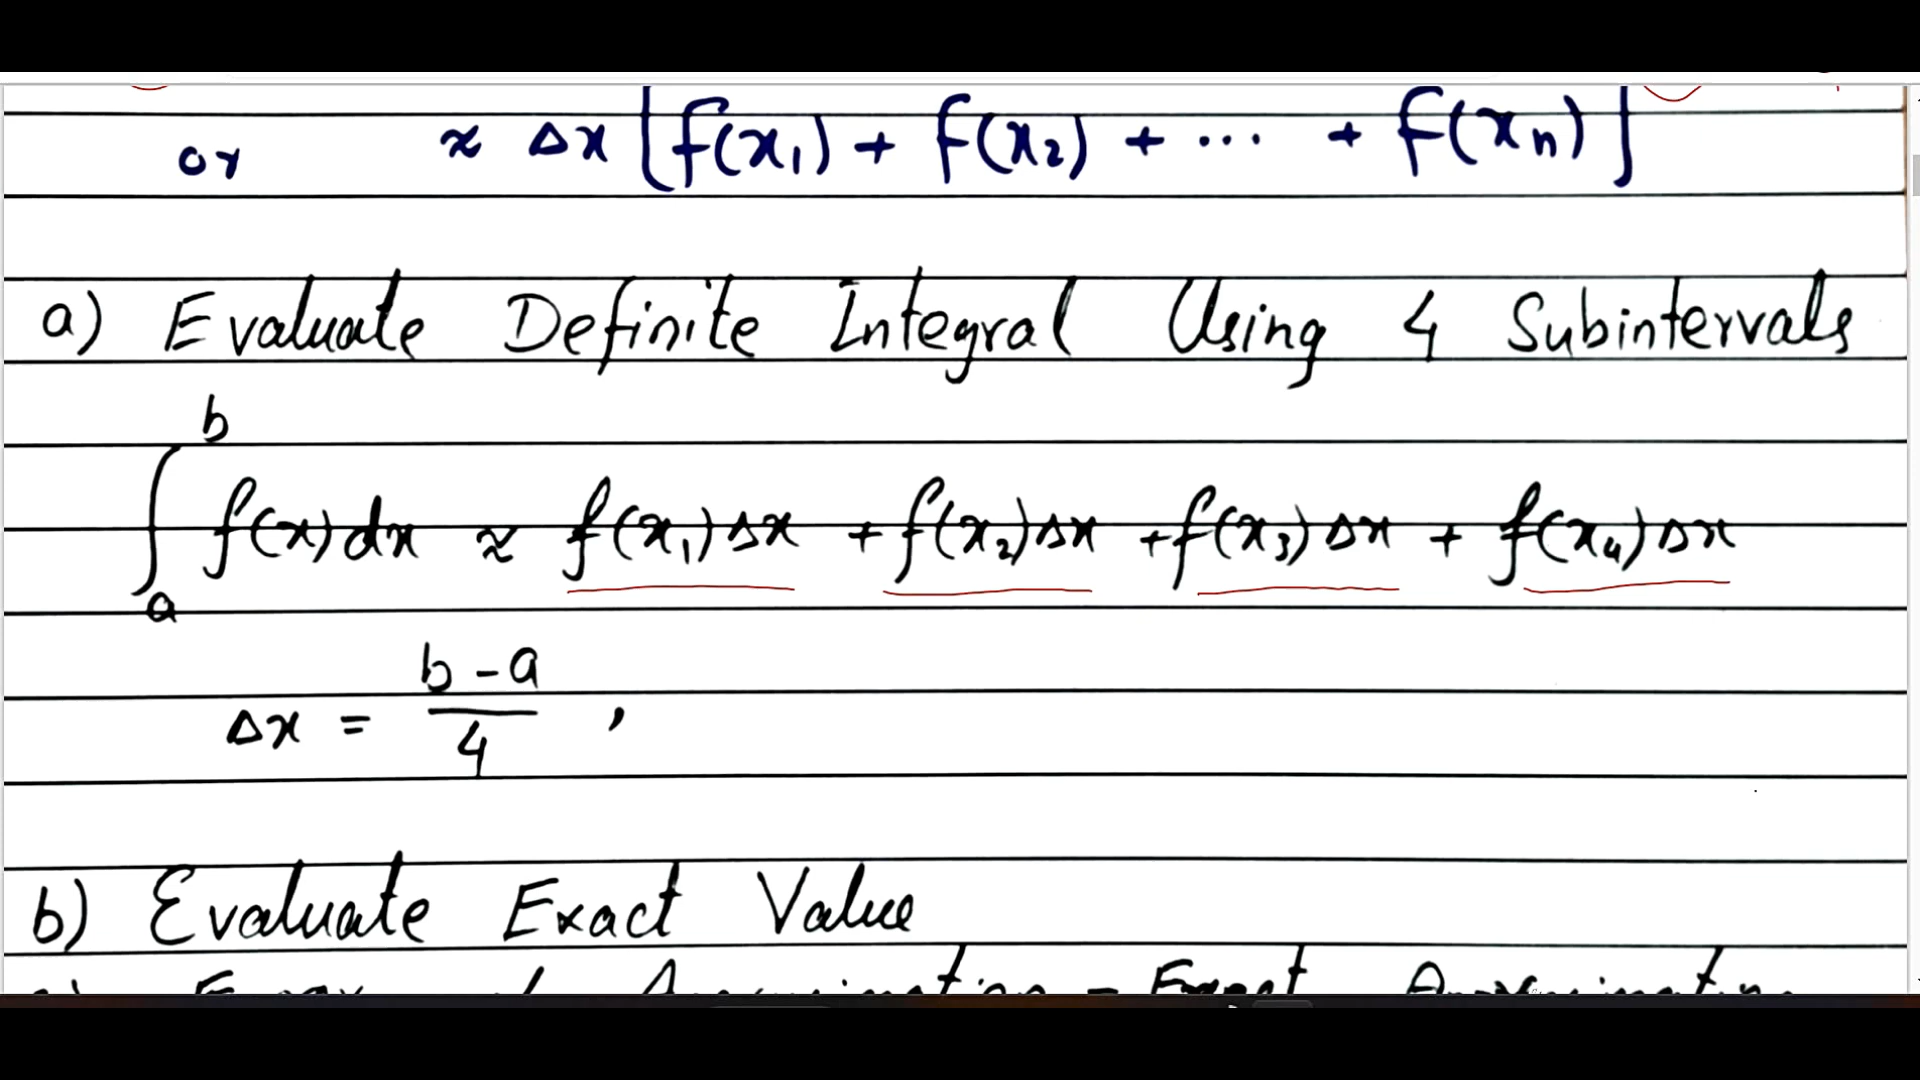 or ≈ Δx [f(x₁) + f(x₂) + ... + f(xₙ)]
a) Evaluate Definite Integral Using 4 Subintervals
∫ₐᵇ f(x)dx ≈ f(x₁)Δx + f(x₂)Δx + f(x₃)Δx + f(x₄)Δx
Δx = (b - a)/4 ,
b) Evaluate Exact Value